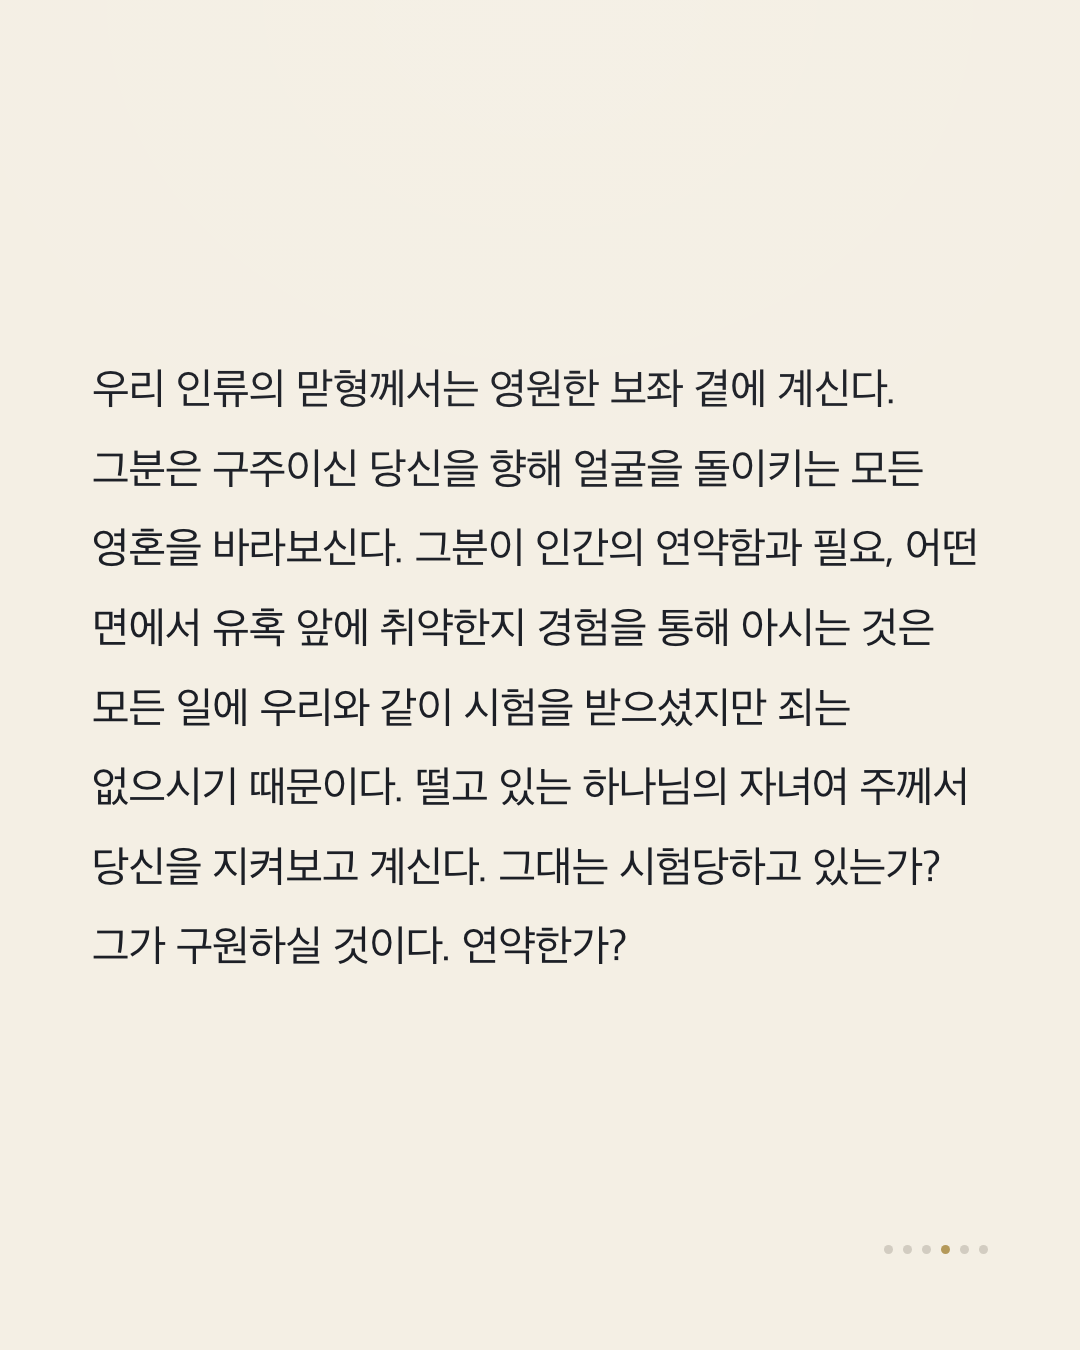 우리 인류의 맏형께서는 영원한 보좌 곁에 계신다.
그분은 구주이신 당신을 향해 얼굴을 돌이키는 모든
영혼을 바라보신다. 그분이 인간의 연약함과 필요, 어떤
면에서 유혹 앞에 취약한지 경험을 통해 아시는 것은
모든 일에 우리와 같이 시험을 받으셨지만 죄는
없으시기 때문이다. 떨고 있는 하나님의 자녀여 주께서
당신을 지켜보고 계신다. 그대는 시험당하고 있는가?
그가 구원하실 것이다. 연약한가?